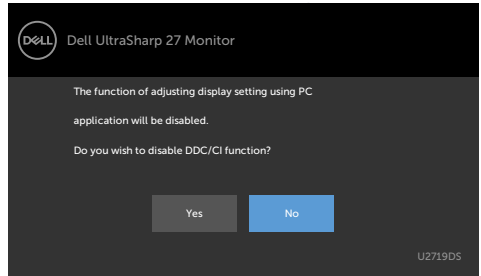 DELL
Dell UltraSharp 27 Monitor
The function of adjusting display setting using PC
application will be disabled.
Do you wish to disable DDC/CI function?
Yes No
U2719DS